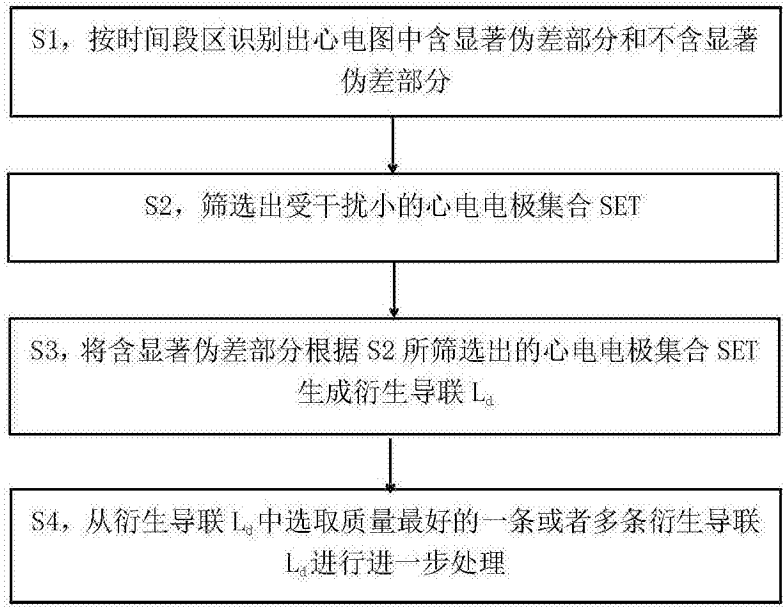 S1，按时间段区识别出心电图中含显著伪差部分和不含显著
伪差部分
S2，筛选出受干扰小的心电电极集合 SET
S3，将含显著伪差部分根据 S2 所筛选出的心电电极集合 SET
生成衍生导联 L_d
S4，从衍生导联 L_d 中选取质量最好的一条或者多条衍生导联
L_d 进行进一步处理